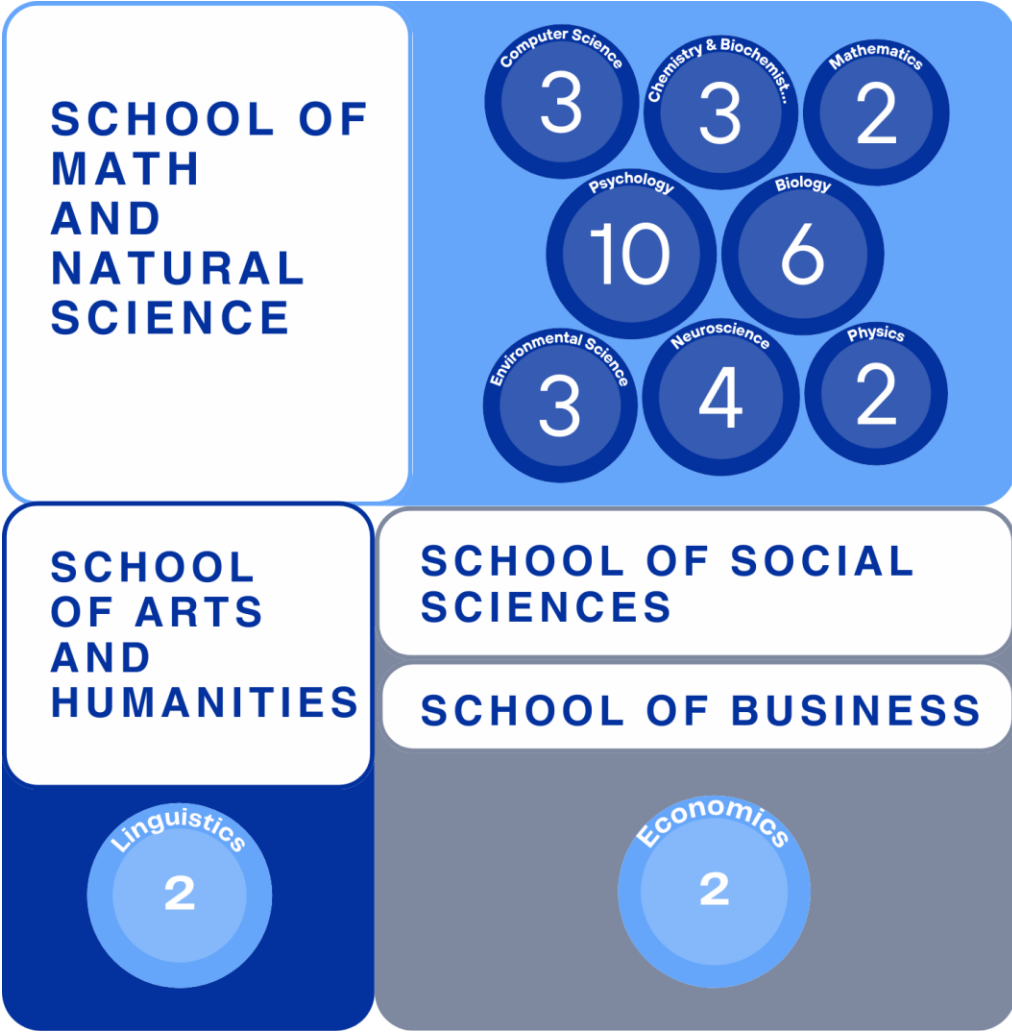 SCHOOL OF
MATH
AND
NATURAL
SCIENCE
Computer Science
3
Chemistry & Biochemist...
3
Mathematics
2
Psychology
10
Biology
6
Environmental Science
3
Neuroscience
4
Physics
2
SCHOOL
OF ARTS
AND
HUMANITIES
Linguistics
2
SCHOOL OF SOCIAL
SCIENCES
SCHOOL OF BUSINESS
Economics
2